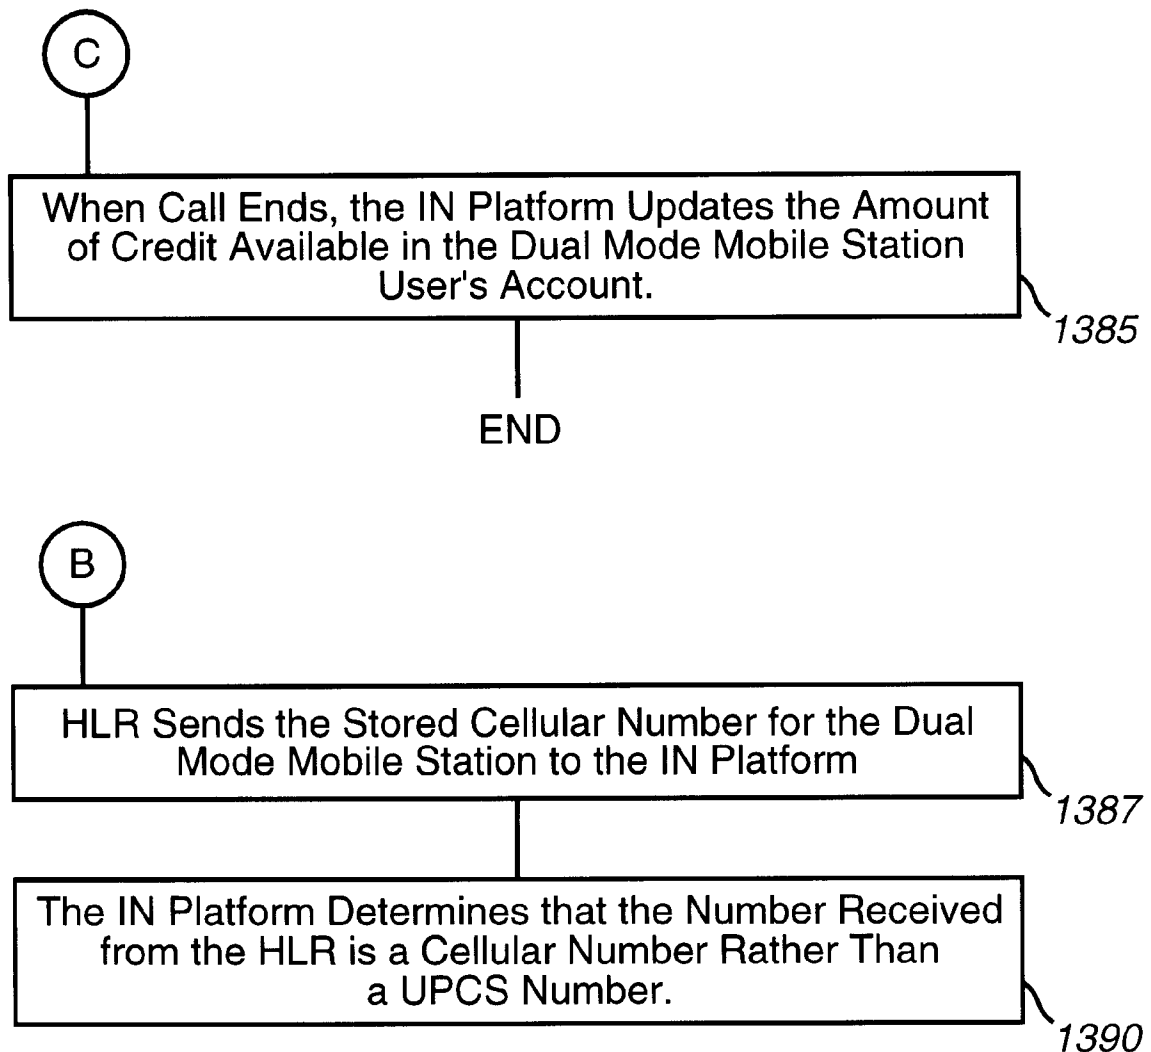 C
When Call Ends, the IN Platform Updates the Amount
of Credit Available in the Dual Mode Mobile Station
User's Account.
1385
END
B
HLR Sends the Stored Cellular Number for the Dual
Mode Mobile Station to the IN Platform
1387
The IN Platform Determines that the Number Received
from the HLR is a Cellular Number Rather Than
a UPCS Number.
1390